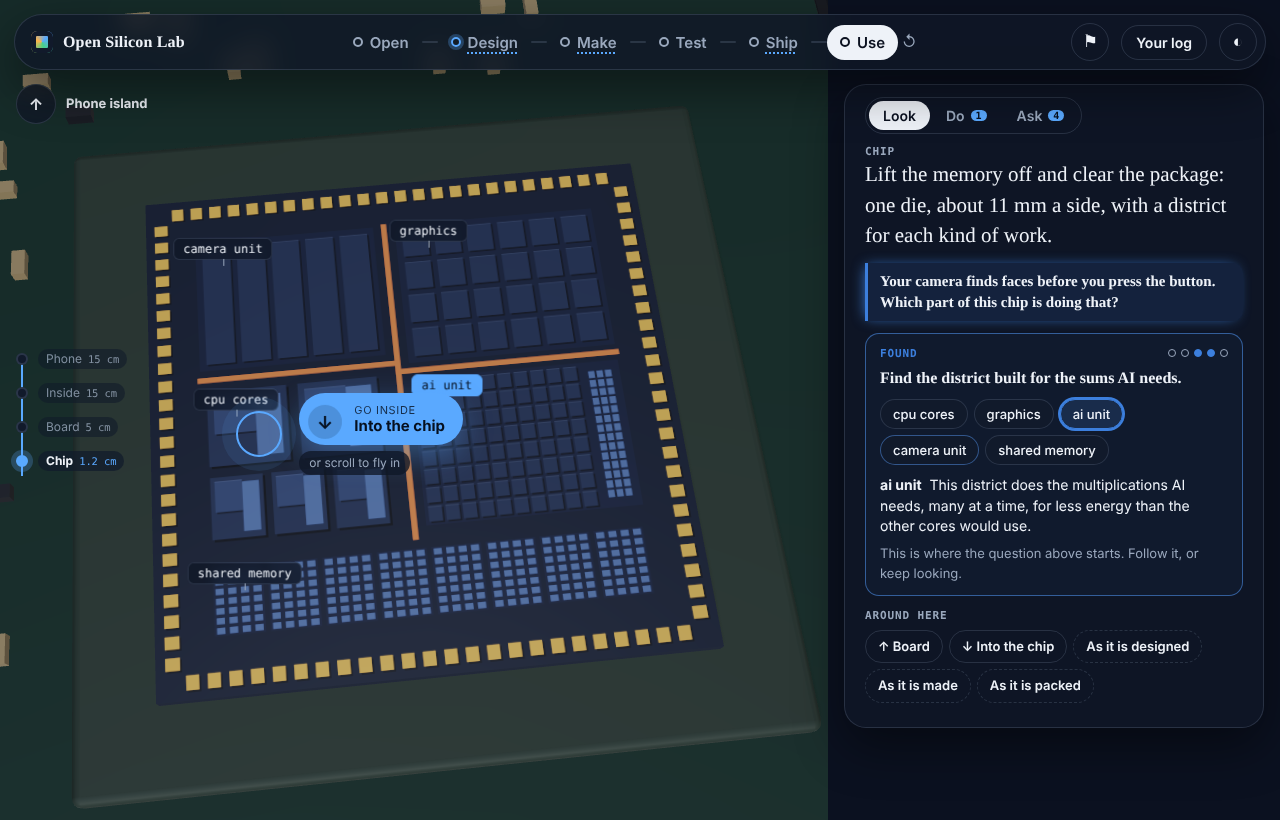 Open Silicon Lab
Open
Design
Make
Test
Ship
Use
Your log
Phone island
Phone 15 cm
Inside 15 cm
Board 5 cm
Chip 1.2 cm
camera unit
graphics
cpu cores
ai unit
shared memory
GO INSIDE
Into the chip
or scroll to fly in
Look
Do 1
Ask 4
CHIP
Lift the memory off and clear the package:
one die, about 11 mm a side, with a district
for each kind of work.
Your camera finds faces before you press the button.
Which part of this chip is doing that?
FOUND
Find the district built for the sums AI needs.
cpu cores
graphics
ai unit
camera unit
shared memory
ai unit This district does the multiplications AI
needs, many at a time, for less energy than the
other cores would use.
This is where the question above starts. Follow it, or
keep looking.
AROUND HERE
↑ Board
↓ Into the chip
As it is designed
As it is made
As it is packed